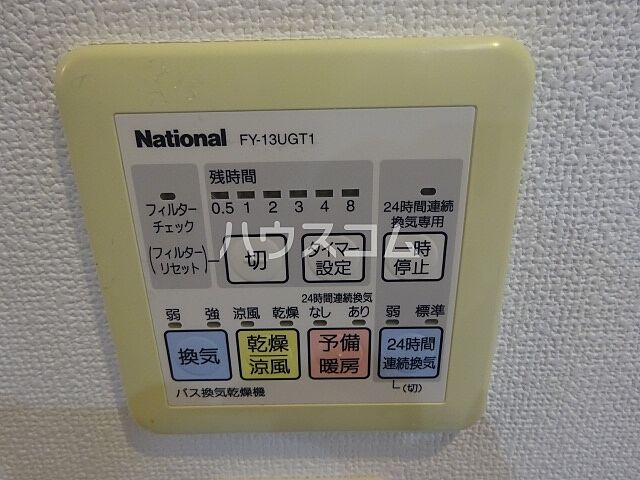 National FY-13UGT1
残時間
0.5 1 2 3 4 8
フィルター
チェック
(フィルター
リセット)
切
タイマー
設定
24時間連続
換気専用
時
停止
ハウスコム
弱 強
涼風 乾燥
24時間連続換気
なし あり
弱 標準
換気
乾燥
涼風
予備
暖房
24時間
連続換気
(切)
バス換気乾燥機